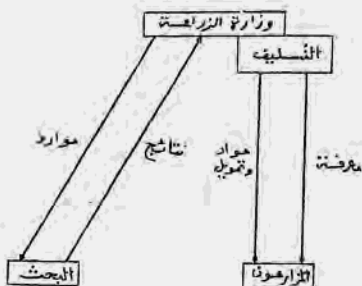 وزارة الزراعة
التسليف
موارد
نتائج
مواد
وتمويل
معرفة
البحث
المزارعون